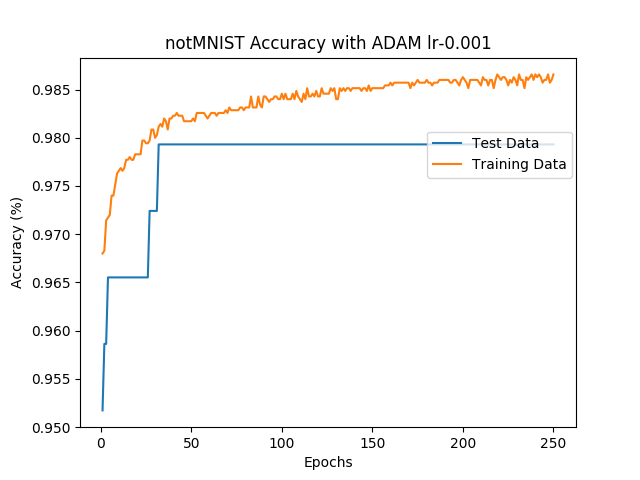 notMNIST Accuracy with ADAM lr-0.001
0.985
0.980
0.975
0.970
0.965
0.960
0.955
0.950
Accuracy (%)
Test Data
Training Data
0 50 100 150 200 250
Epochs